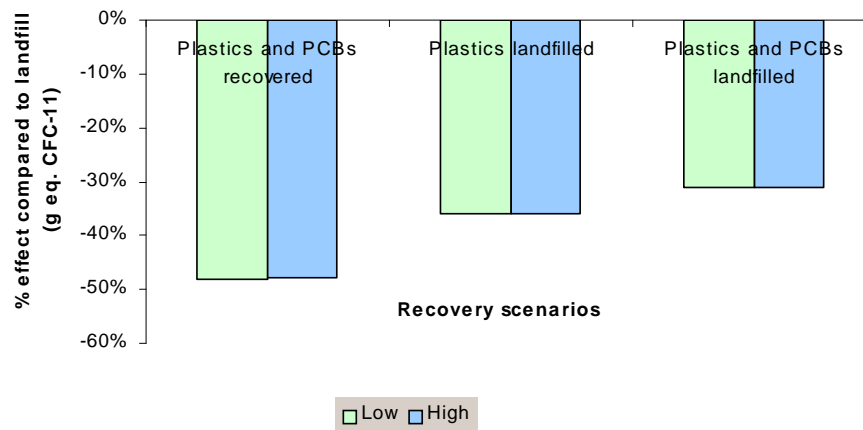 % effect compared to landfill
(g eq. CFC-11)
0%
-10%
-20%
-30%
-40%
-50%
-60%
Plastics and PCBs
recovered
Plastics landfilled
Plastics and PCBs
landfilled
Recovery scenarios
Low High